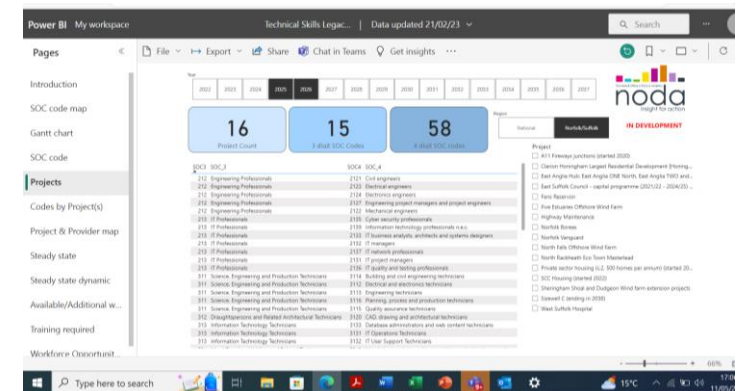 Power BI My workspace Technical Skills Legac... | Data updated 21/02/23 Search
Pages File Export Share Chat in Teams Get insights
Introduction
SOC code map
Gantt chart
SOC code
Projects
Codes by Project(s)
Project & Provider map
Steady state
Steady state dynamic
Available/Additional w...
Training required
Workforce Opportunit...
Year
2022 2023 2024 2025 2026 2027 2028 2029 2030 2031 2032 2033 2034 2035 2036 2037
noda
insight for action
IN DEVELOPMENT
16
Project Count
15
3 digit SOC Codes
58
4 digit SOC codes
Region
National Norfolk/Suffolk
SOC3 SOC_3 SOC4 SOC_4
212 Engineering Professionals 2121 Civil engineers
212 Engineering Professionals 2123 Electrical engineers
212 Engineering Professionals 2124 Electronics engineers
212 Engineering Professionals 2127 Engineering project managers and project engineers
212 Engineering Professionals 2122 Mechanical engineers
213 IT Professionals 2135 Cyber security professionals
213 IT Professionals 2139 Information technology professionals n.e.c.
213 IT Professionals 2133 IT business analysts, architects and systems designers
213 IT Professionals 2132 IT managers
213 IT Professionals 2137 IT network professionals
213 IT Professionals 2131 IT project managers
213 IT Professionals 2136 IT quality and testing professionals
311 Science, Engineering and Production Technicians 3114 Building and civil engineering technicians
311 Science, Engineering and Production Technicians 3112 Electrical and electronics technicians
311 Science, Engineering and Production Technicians 3113 Engineering technicians
311 Science, Engineering and Production Technicians 3116 Planning, process and production technicians
311 Science, Engineering and Production Technicians 3115 Quality assurance technicians
312 Draughtspersons and Related Architectural Technicians 3120 CAD, drawing and architectural technicians
313 Information Technology Technicians 3133 Database administrators and web content technicians
313 Information Technology Technicians 3131 IT Operations Technicians
313 Information Technology Technicians 3132 IT User Support Technicians
Project
A11 Fiveways junctions (started 2020)
East Anglia Hub: East Anglia ONE North, East Anglia TWO and...
East Suffolk Council - capital programme (2021/22 - 2024/25) ...
Fens Reservoir
Five Estuaries Offshore Wind Farm
Highway Maintenance
Norfolk Boreas
Norfolk Vanguard
North Falls Offshore Wind Farm
North Rackheath Eco Town Masterlead
Private sector housing (c.2, 500 homes per annum) (started 20...
SCC Housing (2022)
Sheringham Shoal and Dudgeon Wind farm extension projects
Sizewell C (ending in 2036)
West Suffolk Hospital
66%
Type here to search 15°C 17:06